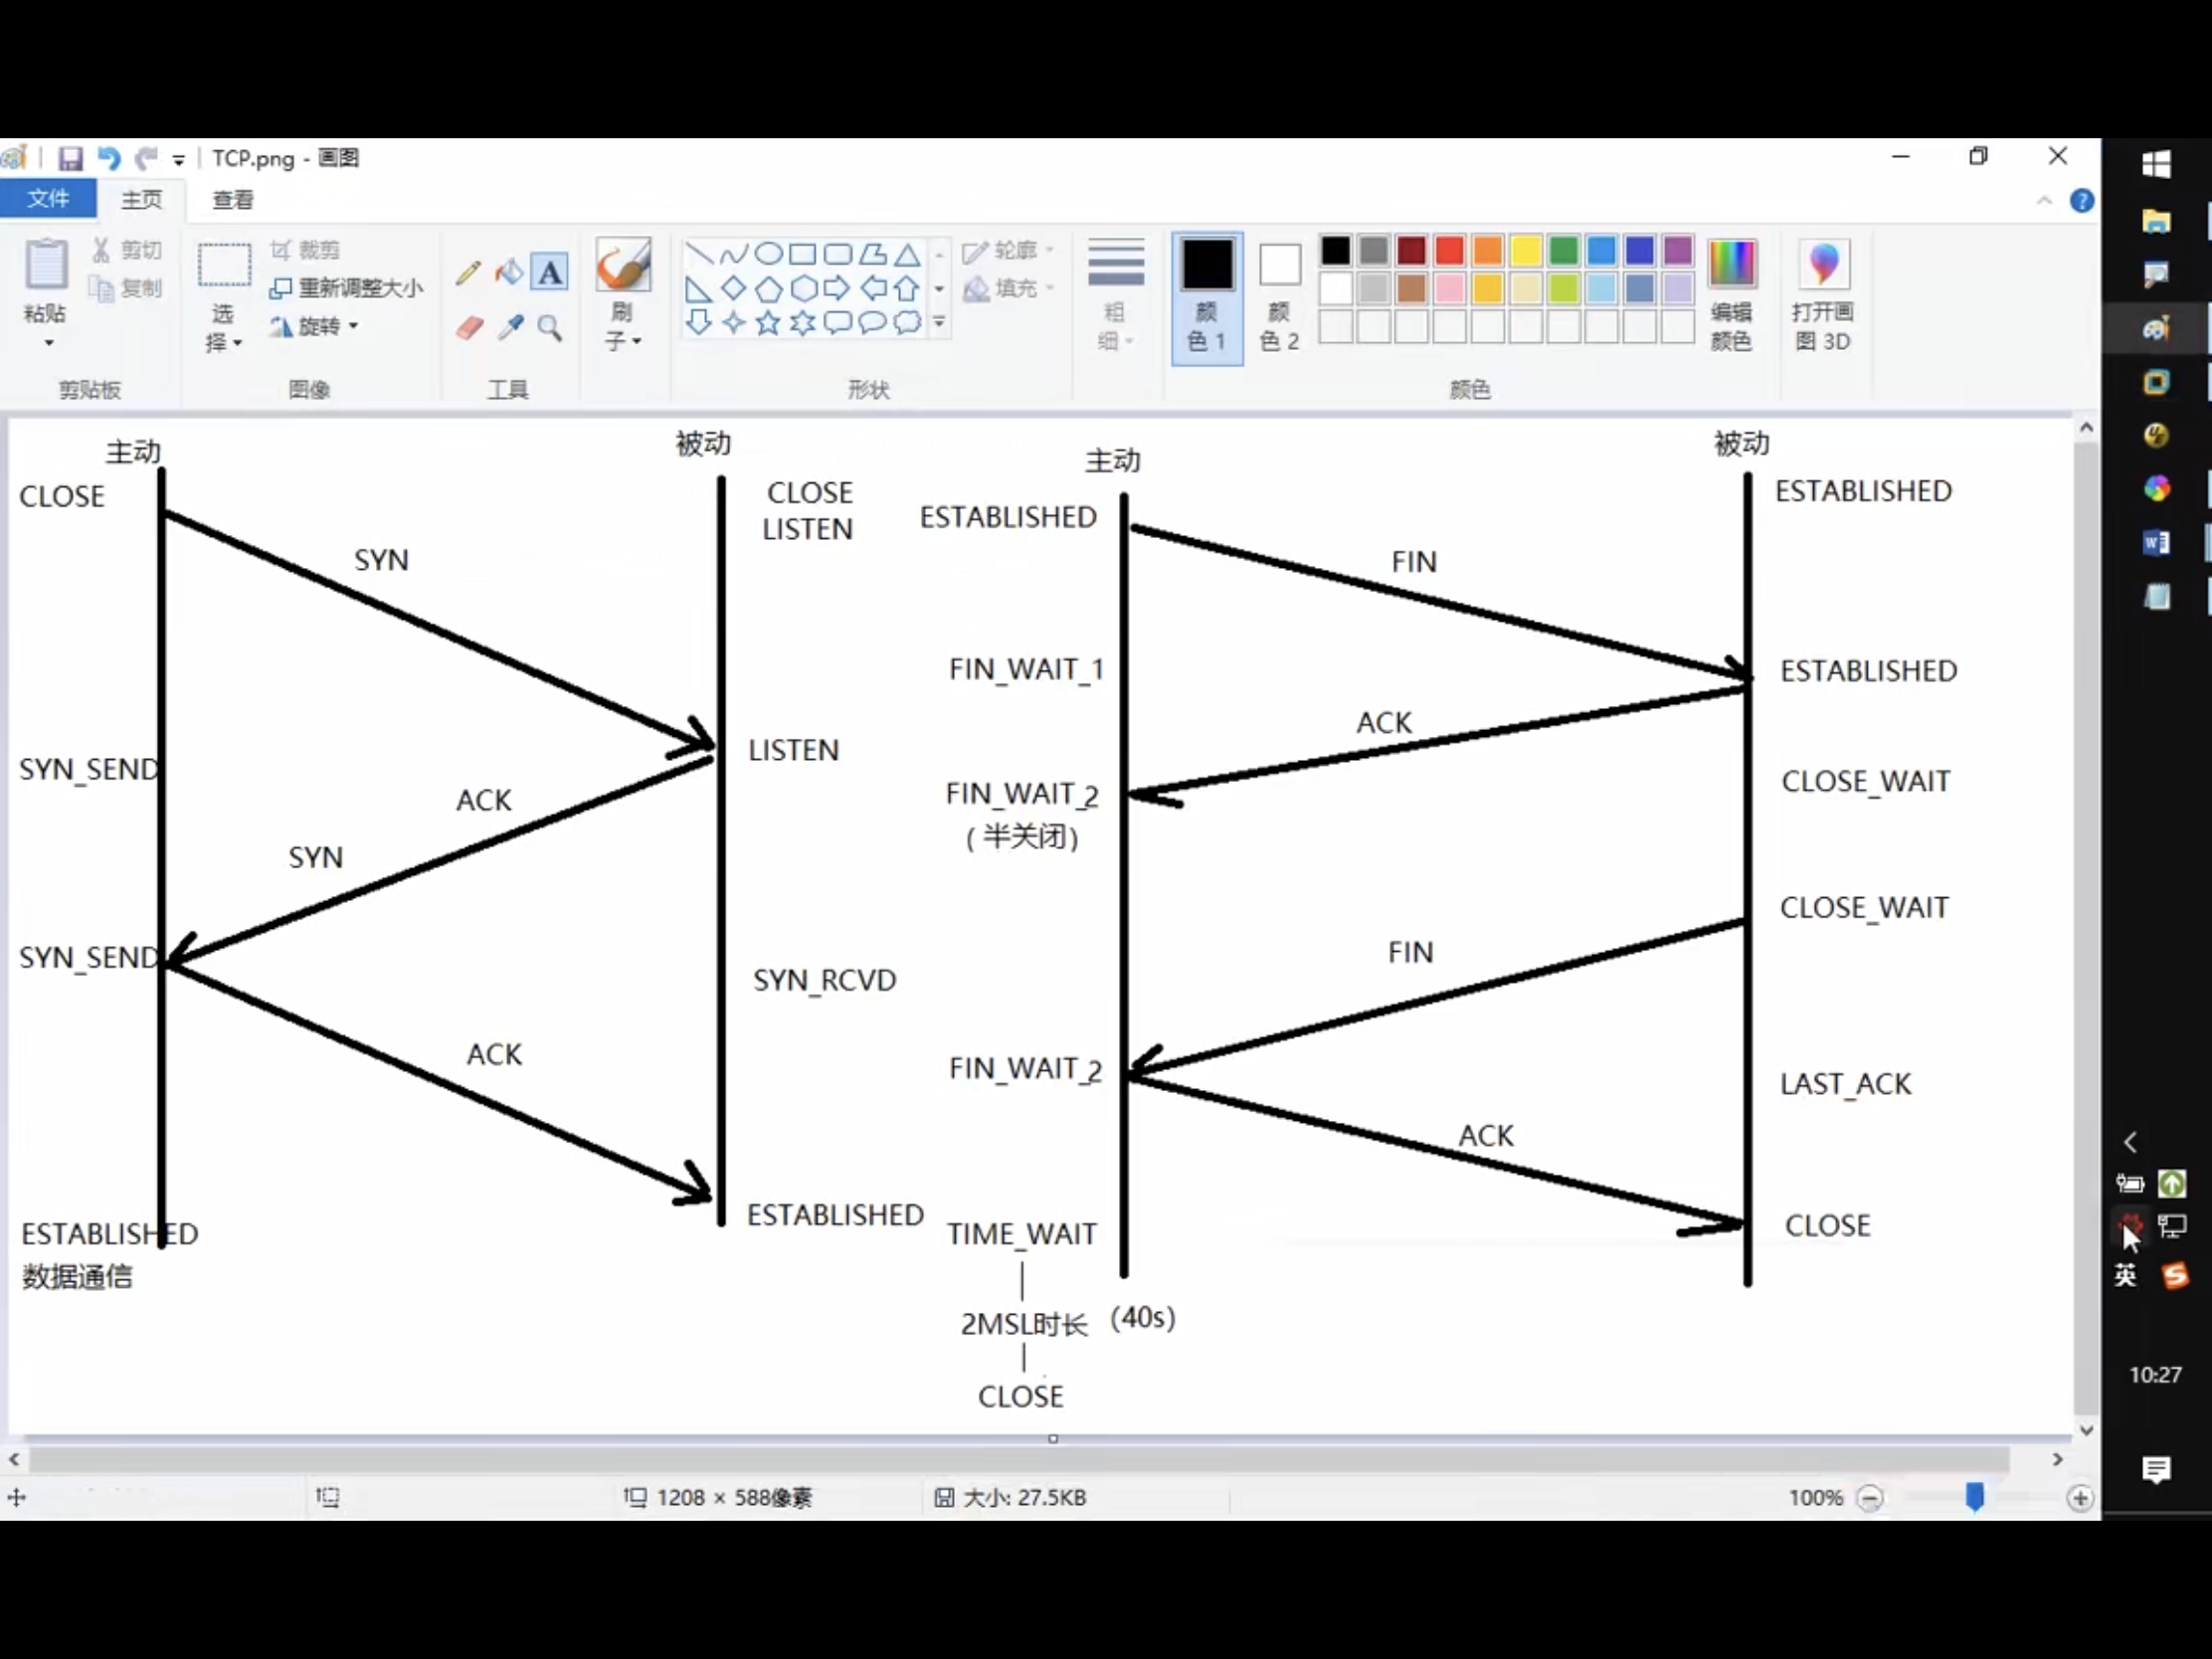 TCP.png - 画图
文件 主页 查看
粘贴
剪切
复制
剪贴板
选择
裁剪
重新调整大小
旋转
图像
A
工具
刷子
形状
轮廓
填充
粗细
颜色 1
颜色 2
颜色
编辑颜色
打开画图 3D
主动
被动
CLOSE
CLOSE
LISTEN
SYN
LISTEN
SYN_SEND
ACK
SYN
SYN_SEND
SYN_RCVD
ACK
ESTABLISHED
ESTABLISHED
数据通信
主动
被动
ESTABLISHED
ESTABLISHED
FIN
FIN_WAIT_1
ESTABLISHED
ACK
FIN_WAIT_2
(半关闭)
CLOSE_WAIT
CLOSE_WAIT
FIN
FIN_WAIT_2
LAST_ACK
ACK
TIME_WAIT
CLOSE
2MSL时长 (40s)
CLOSE
1208 × 588像素
大小: 27.5KB
100%
英
10:27